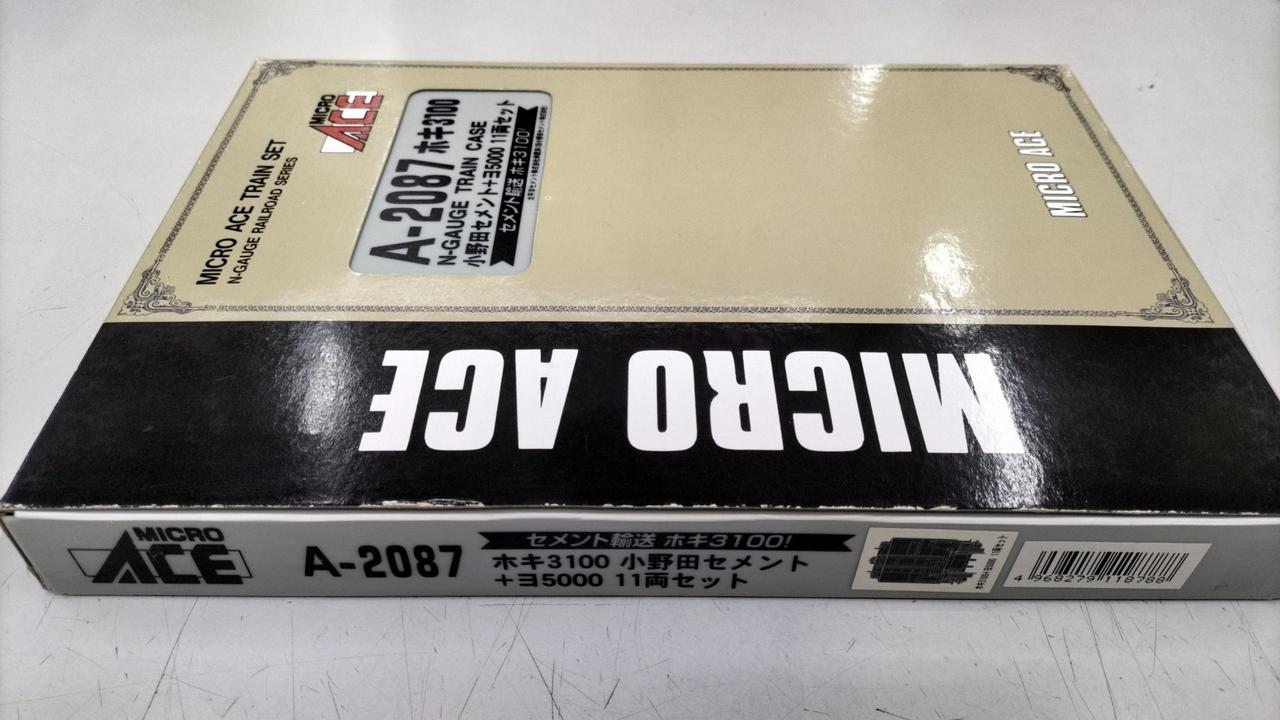 MICRO ACE TRAIN SET
N-GAUGE RAILROAD SERIES
MICRO
ACE
A-2087 ホキ3100
N-GAUGE TRAIN CASE
小野田セメント+ヨ5000 11両セット
セメント輸送 ホキ3100!
MICRO ACE
MICRO ACE
MICRO
ACE
A-2087
セメント輸送 ホキ3100!
ホキ3100 小野田セメント
+ヨ5000 11両セット